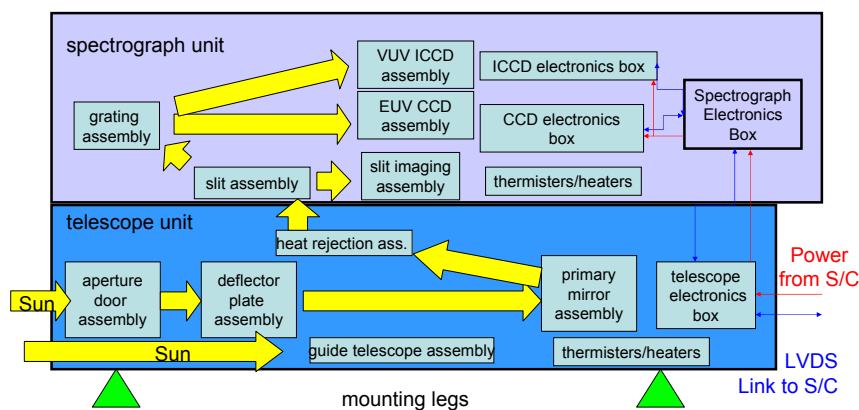 spectrograph unit
VUV ICCD
assembly
ICCD electronics box
grating
assembly
EUV CCD
assembly
CCD electronics
box
Spectrograph
Electronics
Box
slit assembly
slit imaging
assembly
thermisters/heaters
telescope unit
heat rejection ass.
Sun
aperture
door
assembly
deflector
plate
assembly
primary
mirror
assembly
telescope
electronics
box
Power
from S/C
Sun
guide telescope assembly
thermisters/heaters
LVDS
Link to S/C
mounting legs